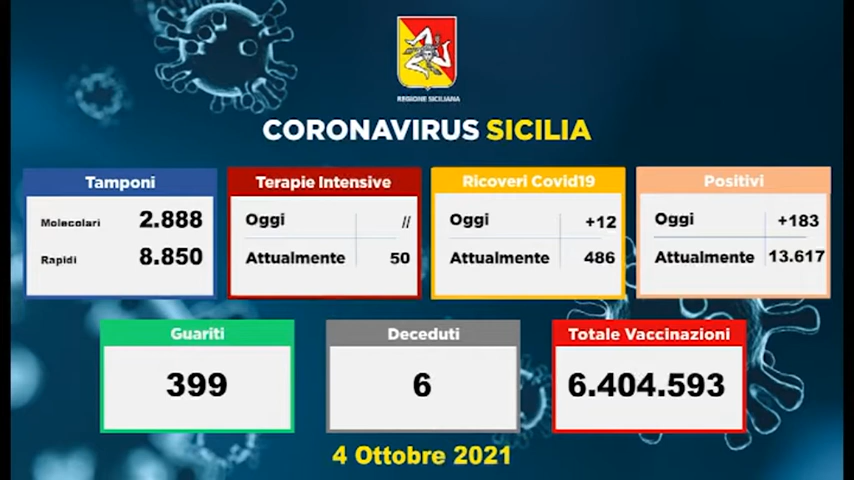 REGIONE SICILIANA
CORONAVIRUS SICILIA
Tamponi
Molecolari 2.888
Rapidi 8.850
Terapie Intensive
Oggi //
Attualmente 50
Ricoveri Covid19
Oggi +12
Attualmente 486
Positivi
Oggi +183
Attualmente 13.617
Guariti
399
Deceduti
6
Totale Vaccinazioni
6.404.593
4 Ottobre 2021